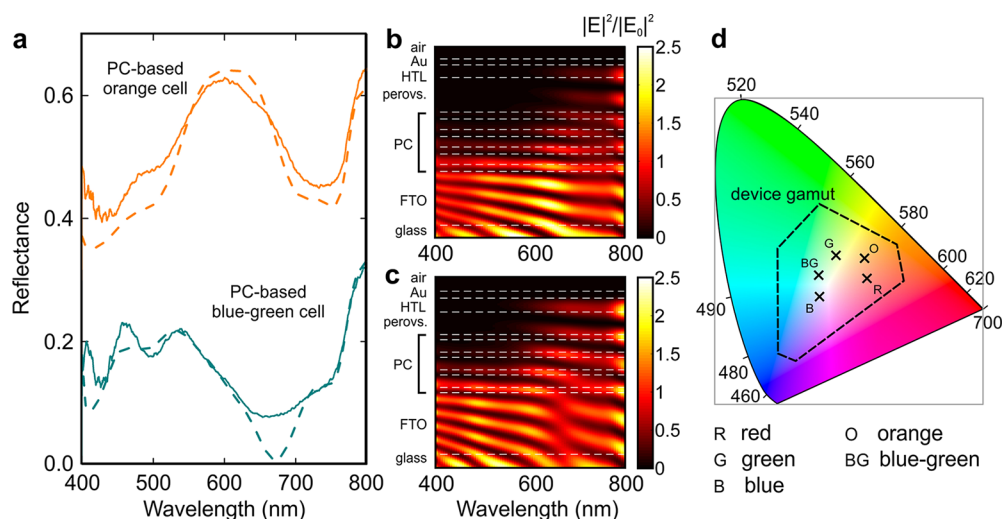 a
0.6
0.4
0.2
0.0
Reflectance
PC-based
orange cell
PC-based
blue-green cell
400 500 600 700 800
Wavelength (nm)
|E|²/|E₀|²
b
air
Au
HTL
perovs.
PC
FTO
glass
400 600 800
2.5
2
1.5
1
0.5
0
c
air
Au
HTL
perovs.
PC
FTO
glass
400 600 800
Wavelength (nm)
2.5
2
1.5
1
0.5
0
d
520
540
560
580
600
620
700
490
480
460
device gamut
G
O
BG
R
B
R red
O orange
G green
BG blue-green
B blue